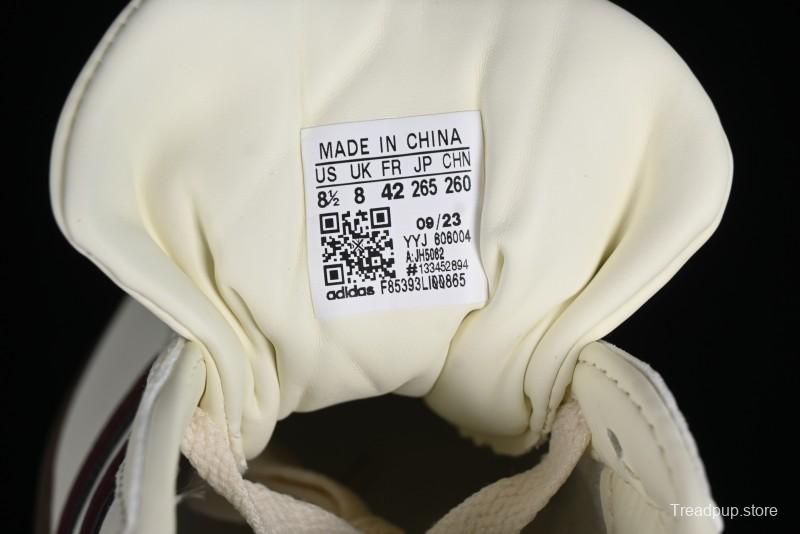 MADE IN CHINA
US UK FR JP CHN
8½ 8 42 265 260
09/23
YYJ 606004
A:JH5062
#133452894
adidas F85393LI00865
Treadpup.store